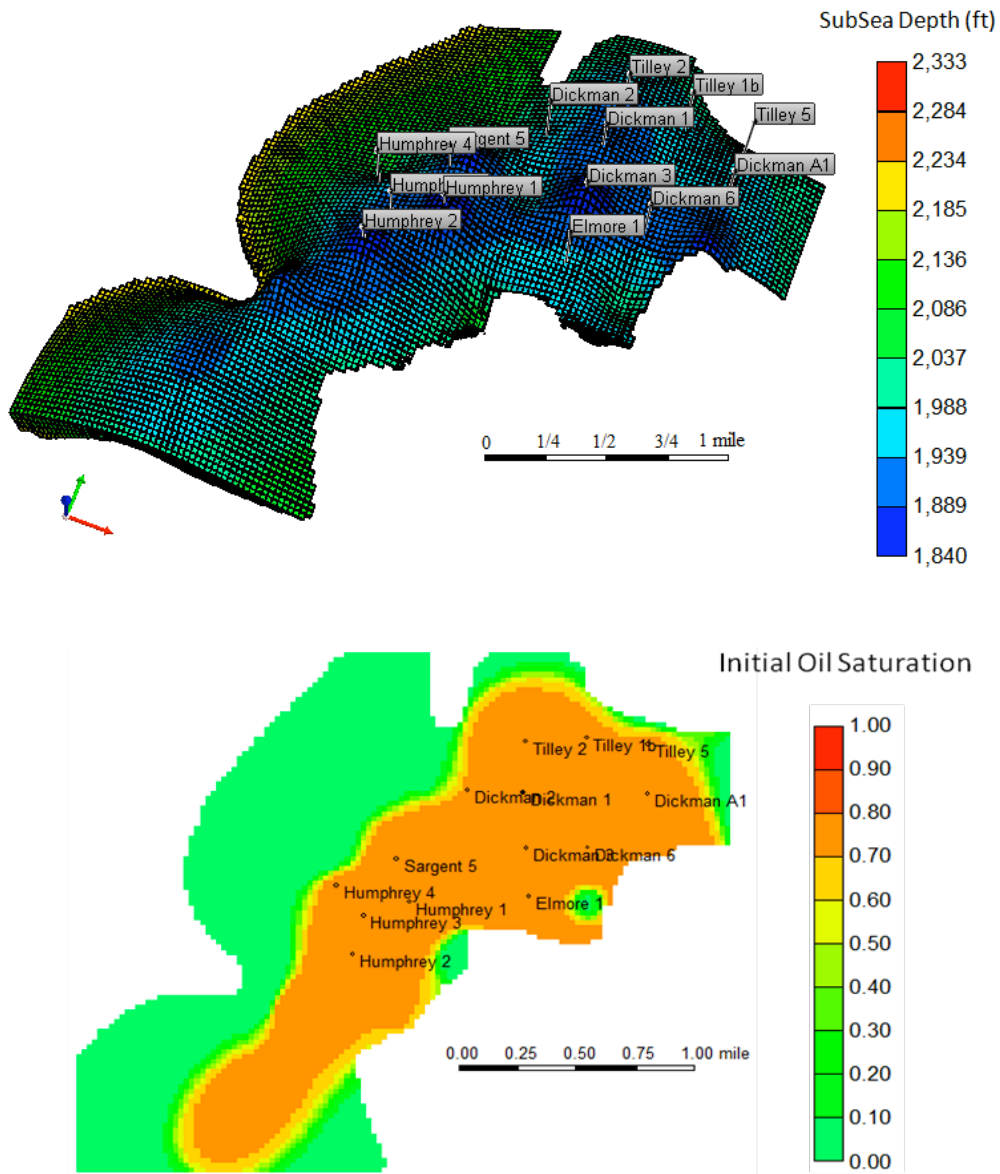 SubSea Depth (ft)
2,333
2,284
2,234
2,185
2,136
2,086
2,037
1,988
1,939
1,889
1,840
Tilley 2
Tilley 1b
Dickman 2
Tilley 5
Dickman 1
Humphrey 4
argent 5
Dickman A1
Dickman 3
Humph
Humphrey 1
Dickman 6
Humphrey 2
Elmore 1
0 1/4 1/2 3/4 1 mile
Initial Oil Saturation
1.00
0.90
0.80
0.70
0.60
0.50
0.40
0.30
0.20
0.10
0.00
Tilley 2
Tilley 1b
Tilley 5
Dickman 2
Dickman 1
Dickman A1
Dickman 3
Dickman 6
Sargent 5
Humphrey 4
Humphrey 1
Elmore 1
Humphrey 3
Humphrey 2
0.00 0.25 0.50 0.75 1.00 mile